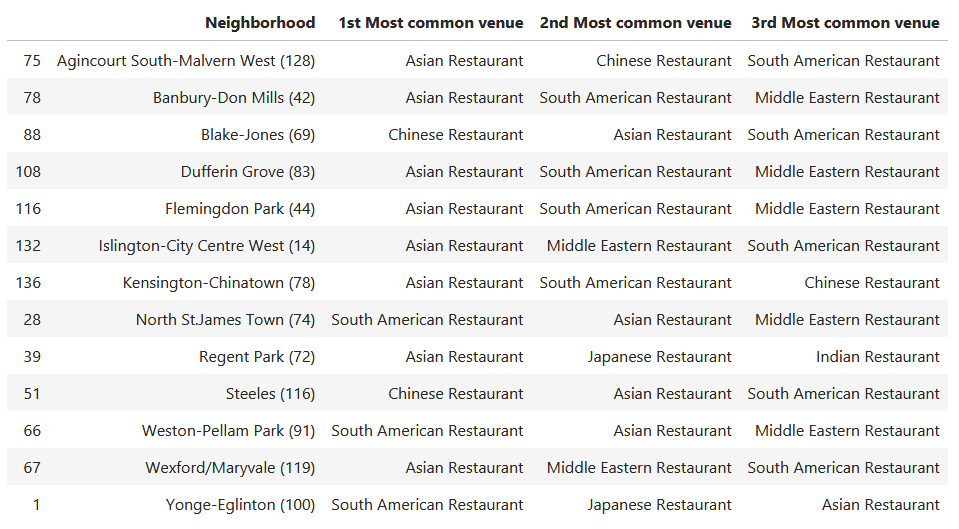 Neighborhood 1st Most common venue 2nd Most common venue 3rd Most common venue
75 Agincourt South-Malvern West (128) Asian Restaurant Chinese Restaurant South American Restaurant
78 Banbury-Don Mills (42) Asian Restaurant South American Restaurant Middle Eastern Restaurant
88 Blake-Jones (69) Chinese Restaurant Asian Restaurant South American Restaurant
108 Dufferin Grove (83) Asian Restaurant South American Restaurant Middle Eastern Restaurant
116 Flemingdon Park (44) Asian Restaurant South American Restaurant Middle Eastern Restaurant
132 Islington-City Centre West (14) Asian Restaurant Middle Eastern Restaurant South American Restaurant
136 Kensington-Chinatown (78) Asian Restaurant South American Restaurant Chinese Restaurant
28 North St.James Town (74) South American Restaurant Asian Restaurant Middle Eastern Restaurant
39 Regent Park (72) Asian Restaurant Japanese Restaurant Indian Restaurant
51 Steeles (116) Chinese Restaurant Asian Restaurant South American Restaurant
66 Weston-Pellam Park (91) South American Restaurant Asian Restaurant Middle Eastern Restaurant
67 Wexford/Maryvale (119) Asian Restaurant Middle Eastern Restaurant South American Restaurant
1 Yonge-Eglinton (100) South American Restaurant Japanese Restaurant Asian Restaurant